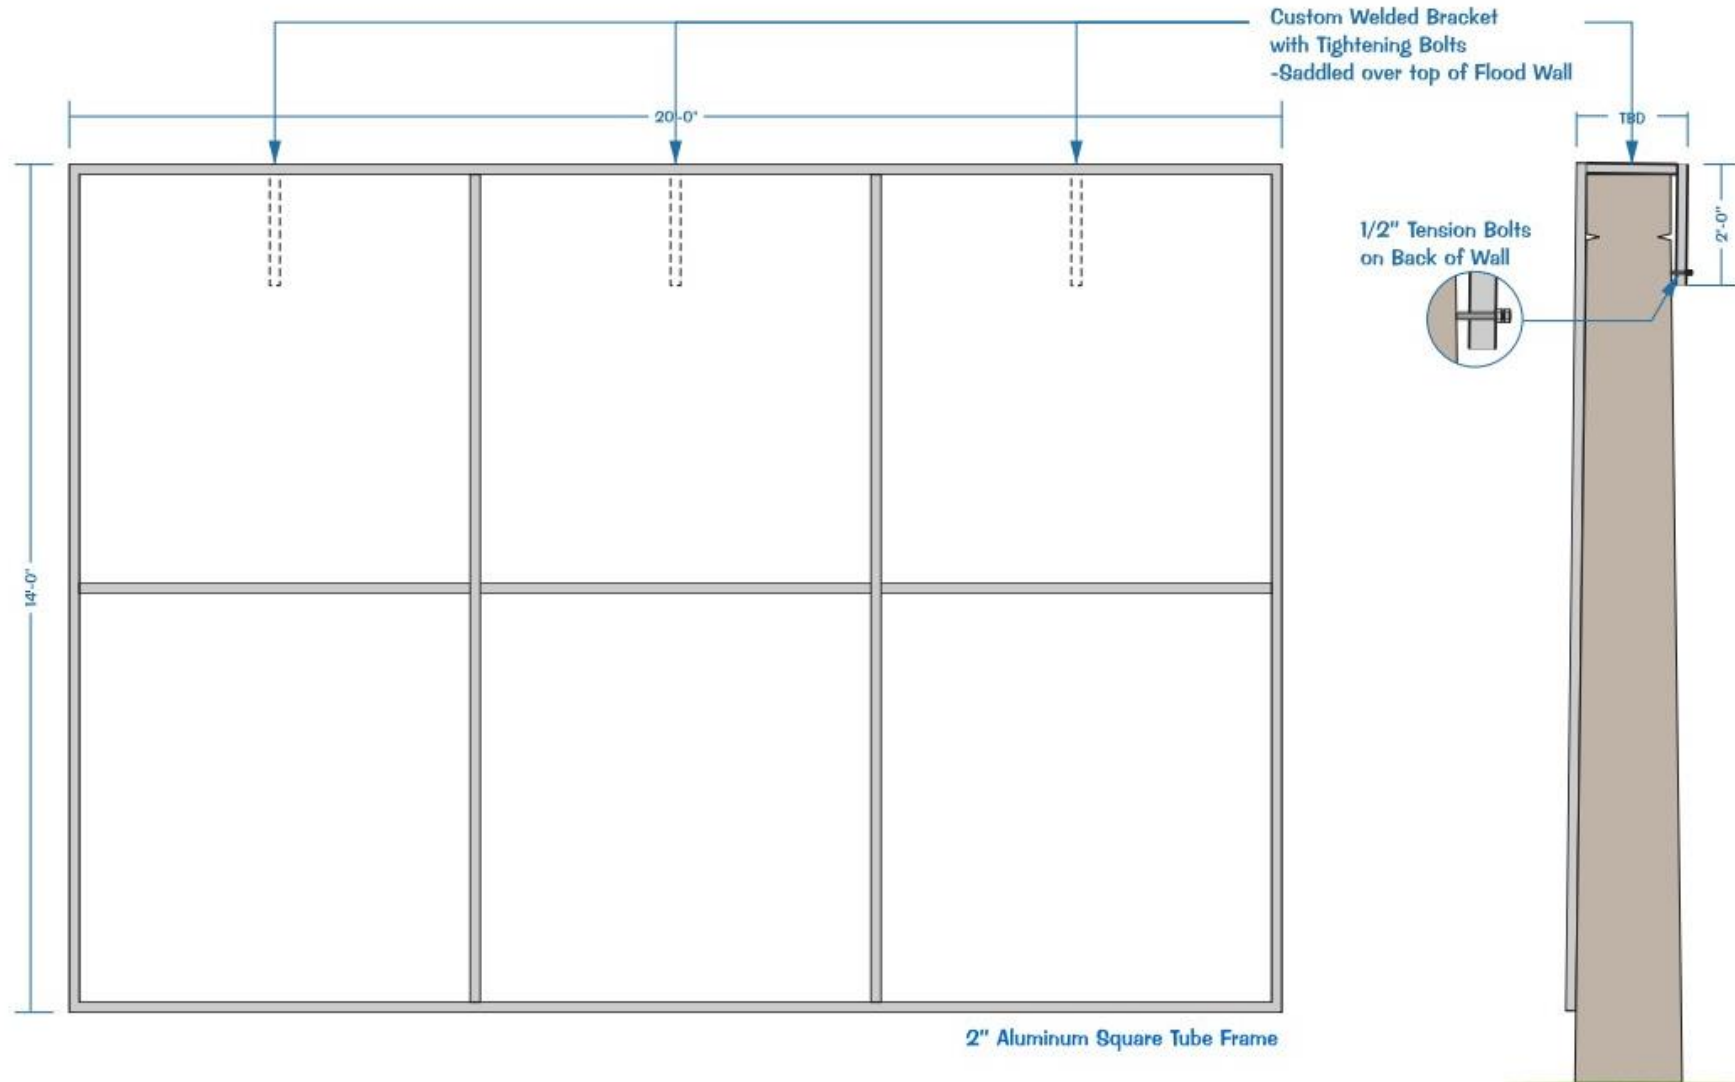 Custom Welded Bracket
with Tightening Bolts
-Saddled over top of Flood Wall
20'-0"
TBD
1/2" Tension Bolts
on Back of Wall
2'-0"
14'-0"
2" Aluminum Square Tube Frame